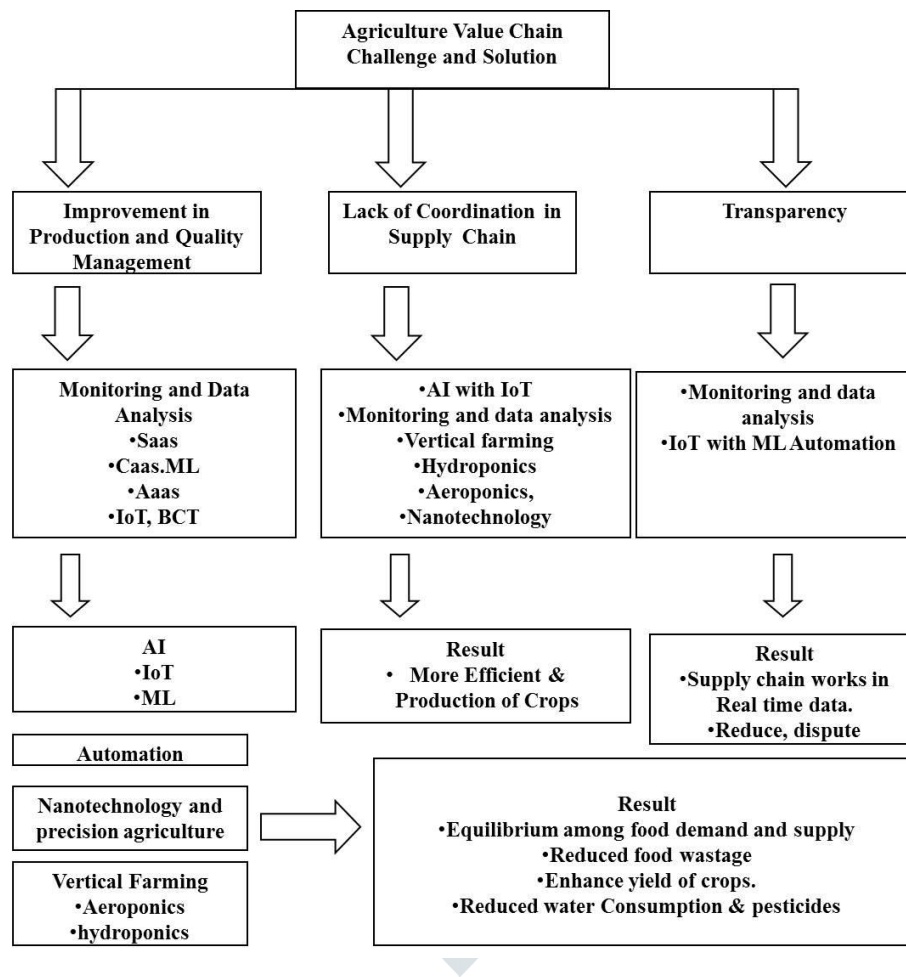 Agriculture Value Chain
Challenge and Solution
Improvement in
Production and Quality
Management
Lack of Coordination in
Supply Chain
Transparency
Monitoring and Data
Analysis
•Saas
•Caas.ML
•Aaas
•IoT, BCT
•AI with IoT
•Monitoring and data analysis
•Vertical farming
•Hydroponics
•Aeroponics,
•Nanotechnology
•Monitoring and data
analysis
•IoT with ML Automation
AI
•IoT
•ML
Result
• More Efficient &
Production of Crops
Result
•Supply chain works in
Real time data.
•Reduce, dispute
Automation
Nanotechnology and
precision agriculture
Vertical Farming
•Aeroponics
•hydroponics
Result
•Equilibrium among food demand and supply
•Reduced food wastage
•Enhance yield of crops.
•Reduced water Consumption & pesticides